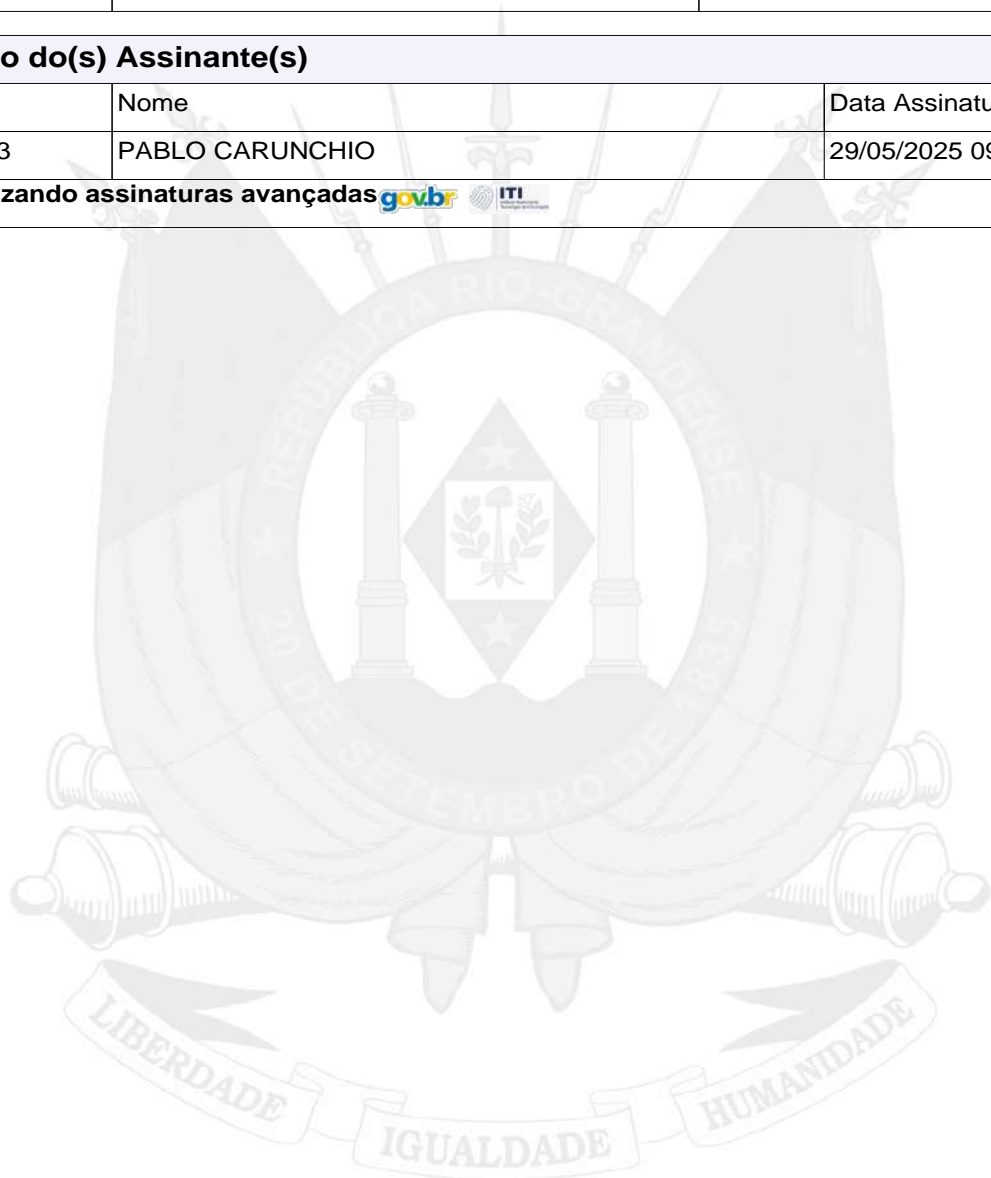 o do(s) Assinante(s)
Nome Data Assinatu
3 PABLO CARUNCHIO 29/05/2025 09
zando assinaturas avançadas gov.br ITI
REPÚBLICA RIO-GRANDENSE
20 DE SETEMBRO DE 1835
LIBERDADE IGUALDADE HUMANIDADE